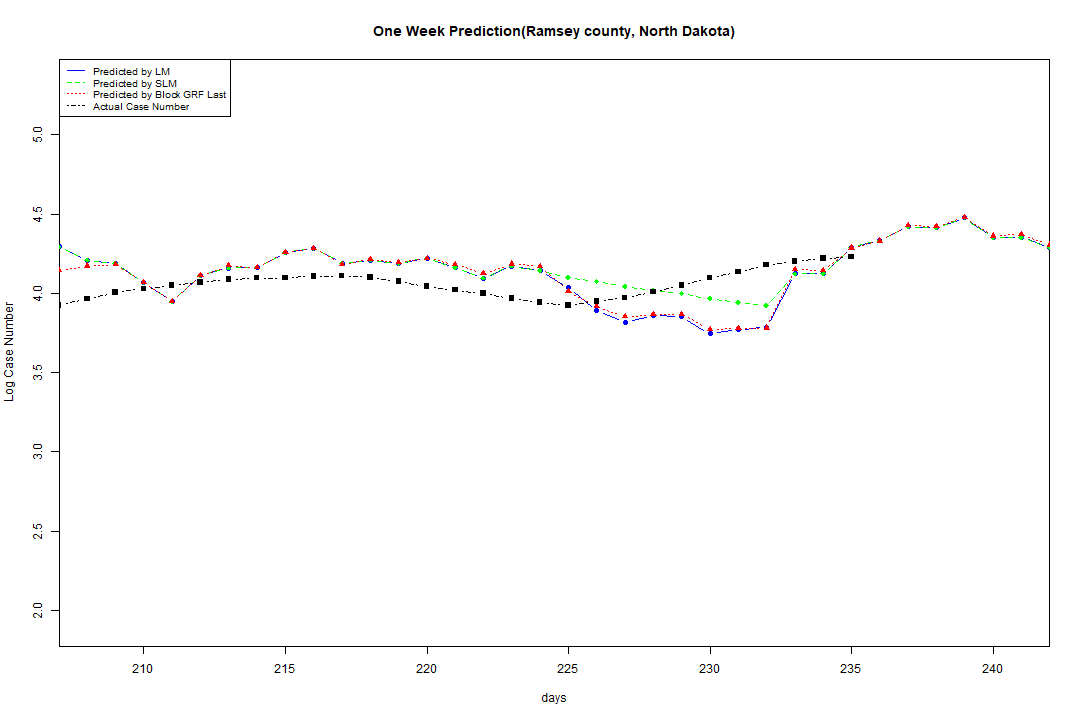 One Week Prediction(Ramsey county, North Dakota)
Predicted by LM
Predicted by SLM
Predicted by Block GRF Last
Actual Case Number
5.0
4.5
4.0
3.5
3.0
2.5
2.0
Log Case Number
210 215 220 225 230 235 240
days